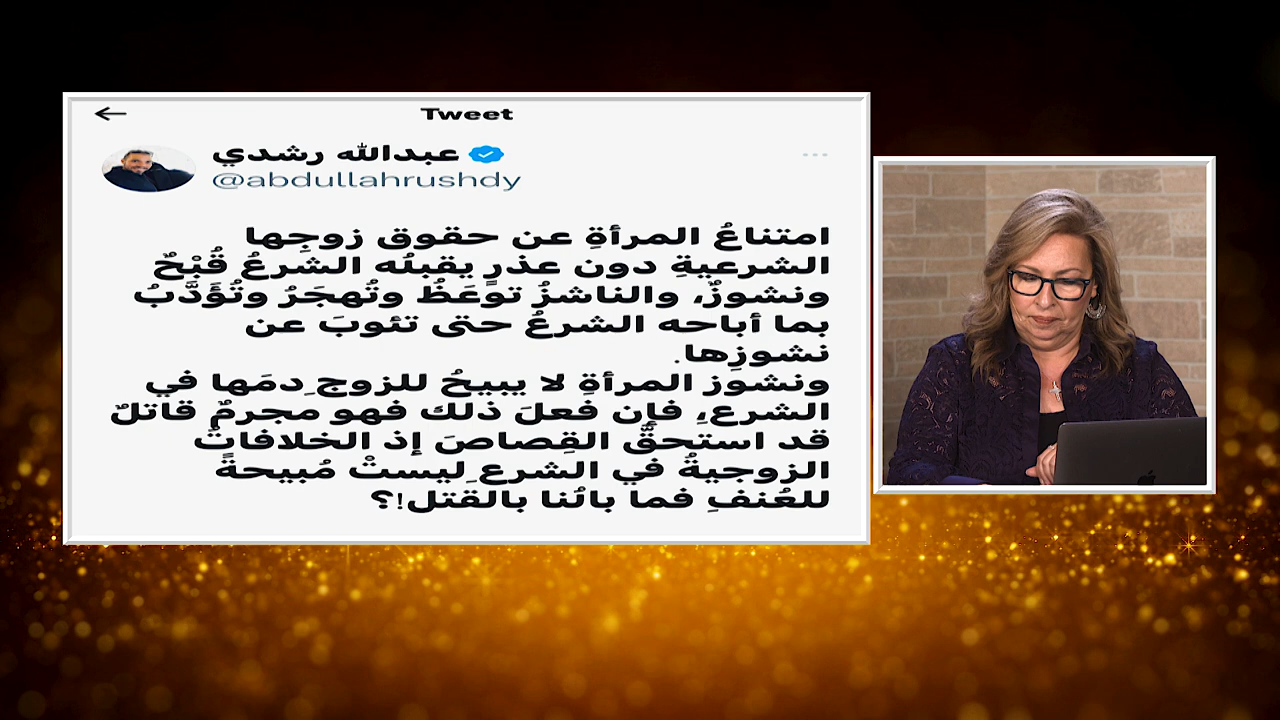 Tweet
عبدالله رشدي
@abdullahrushdy
امتناعُ المرأةِ عن حقوق زوجِها
الشرعيةِ دون عذرٍ يقبلُه الشرعُ قُبْحٌ
ونشوزٌ، والناشزُ توعَظُ وتُهجَرُ وتُؤَدَّبُ
بما أباحه الشرعُ حتى تئوبَ عن
نشوزِها.
ونشوز المرأةِ لا يبيحُ للزوجِ دمَها في
الشرعِ، فإن فعلَ ذلك فهو مجرمٌ قاتلٌ
قد استحقَّ القِصاصَ إذ الخلافاتُ
الزوجيةُ في الشرعِ ليستْ مُبيحةً
للعُنفِ فما بالُنا بالقتل!؟